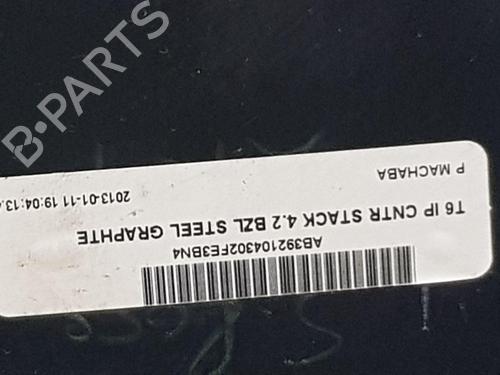 AB392104302FE3BN4
T6 IP CNTR STACK 4.2 BZL STEEL GRAPHTE
P MACHABA
2013-01-11 19:04:13.
B-PARTS